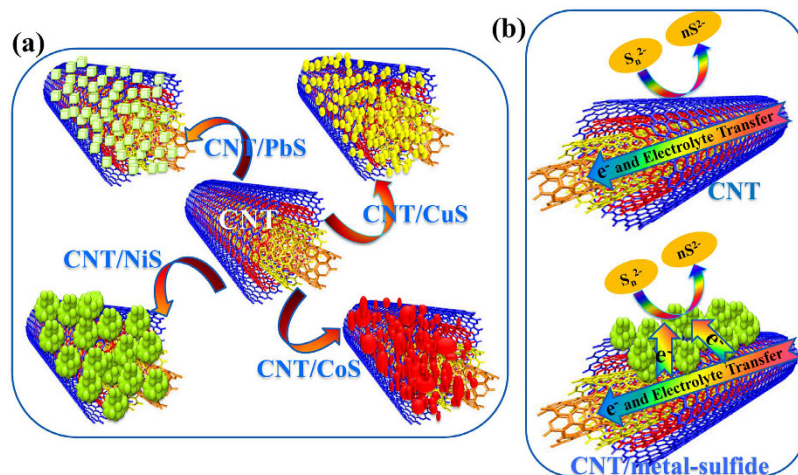 (a)
CNT/PbS
CNT
CNT/CuS
CNT/NiS
CNT/CoS
(b)
Sₙ²⁻
nS²⁻
e⁻ and Electrolyte Transfer
CNT
Sₙ²⁻
nS²⁻
e⁻
e⁻
e⁻ and Electrolyte Transfer
CNT/metal-sulfide